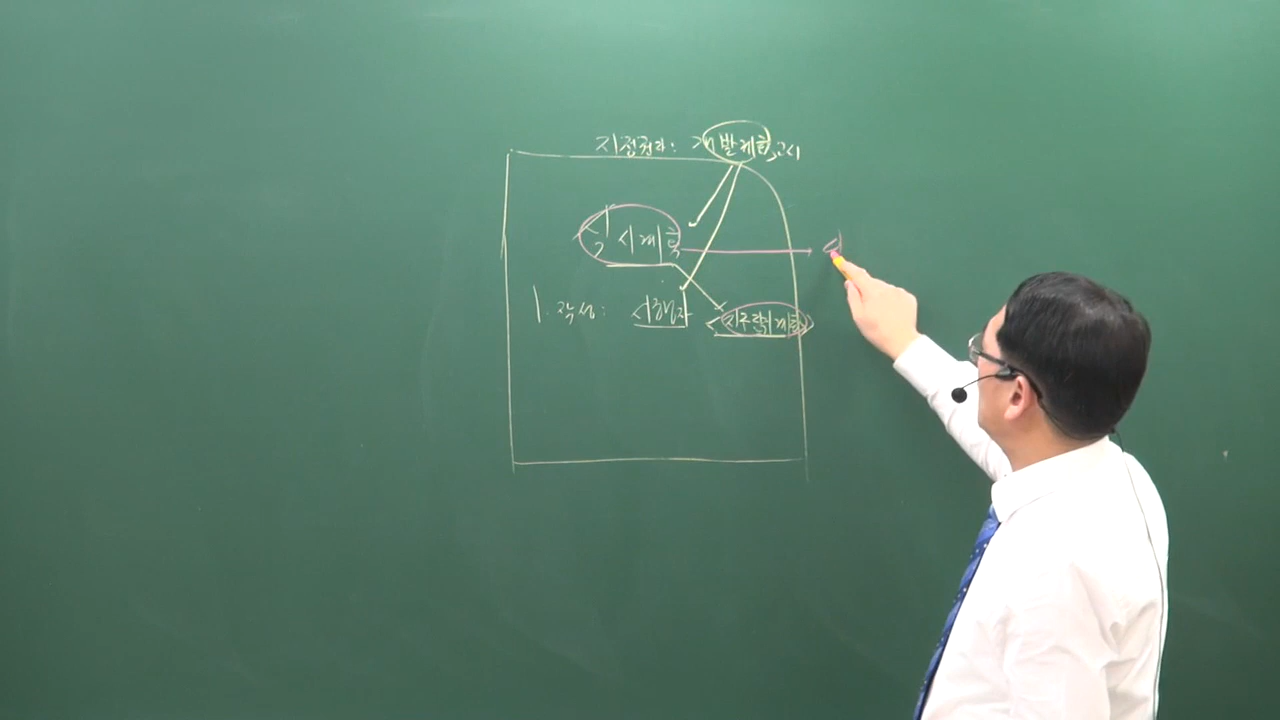 지정권자: 개발계획, 고시
실시계획
1. 작성: 시행자 <지구단위계획>